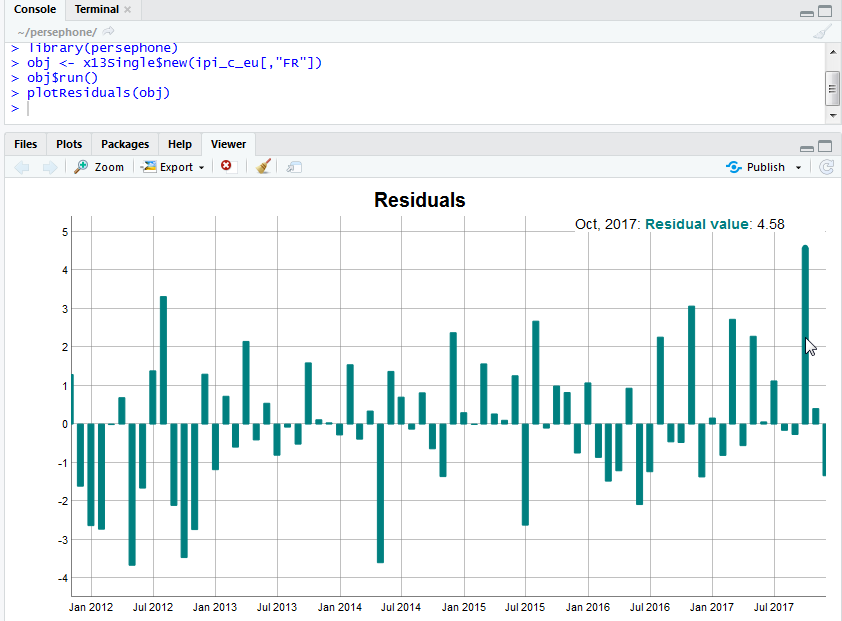 Console Terminal
~/persephone/
> library(persephone)
> obj <- x13Single$new(ipi_c_eu[,"FR"])
> obj$run()
> plotResiduals(obj)
>
Files Plots Packages Help Viewer
Zoom Export Publish
Residuals
Oct, 2017: Residual value: 4.58
5
4
3
2
1
0
-1
-2
-3
-4
Jan 2012 Jul 2012 Jan 2013 Jul 2013 Jan 2014 Jul 2014 Jan 2015 Jul 2015 Jan 2016 Jul 2016 Jan 2017 Jul 2017